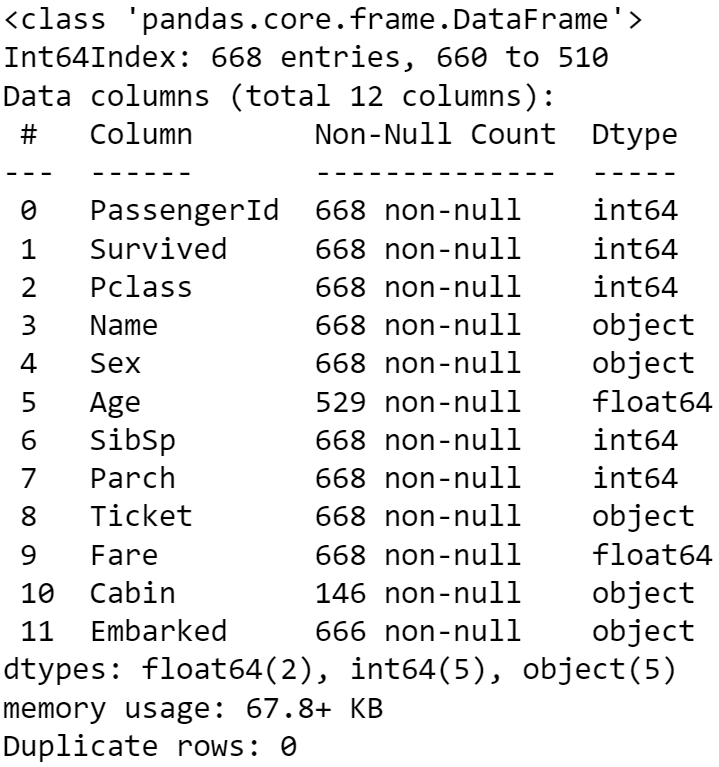 <class 'pandas.core.frame.DataFrame'>
Int64Index: 668 entries, 660 to 510
Data columns (total 12 columns):
 #   Column       Non-Null Count  Dtype
---  ------       --------------  -----
 0   PassengerId  668 non-null    int64
 1   Survived     668 non-null    int64
 2   Pclass       668 non-null    int64
 3   Name         668 non-null    object
 4   Sex          668 non-null    object
 5   Age          529 non-null    float64
 6   SibSp        668 non-null    int64
 7   Parch        668 non-null    int64
 8   Ticket       668 non-null    object
 9   Fare         668 non-null    float64
 10  Cabin        146 non-null    object
 11  Embarked     666 non-null    object
dtypes: float64(2), int64(5), object(5)
memory usage: 67.8+ KB
Duplicate rows: 0